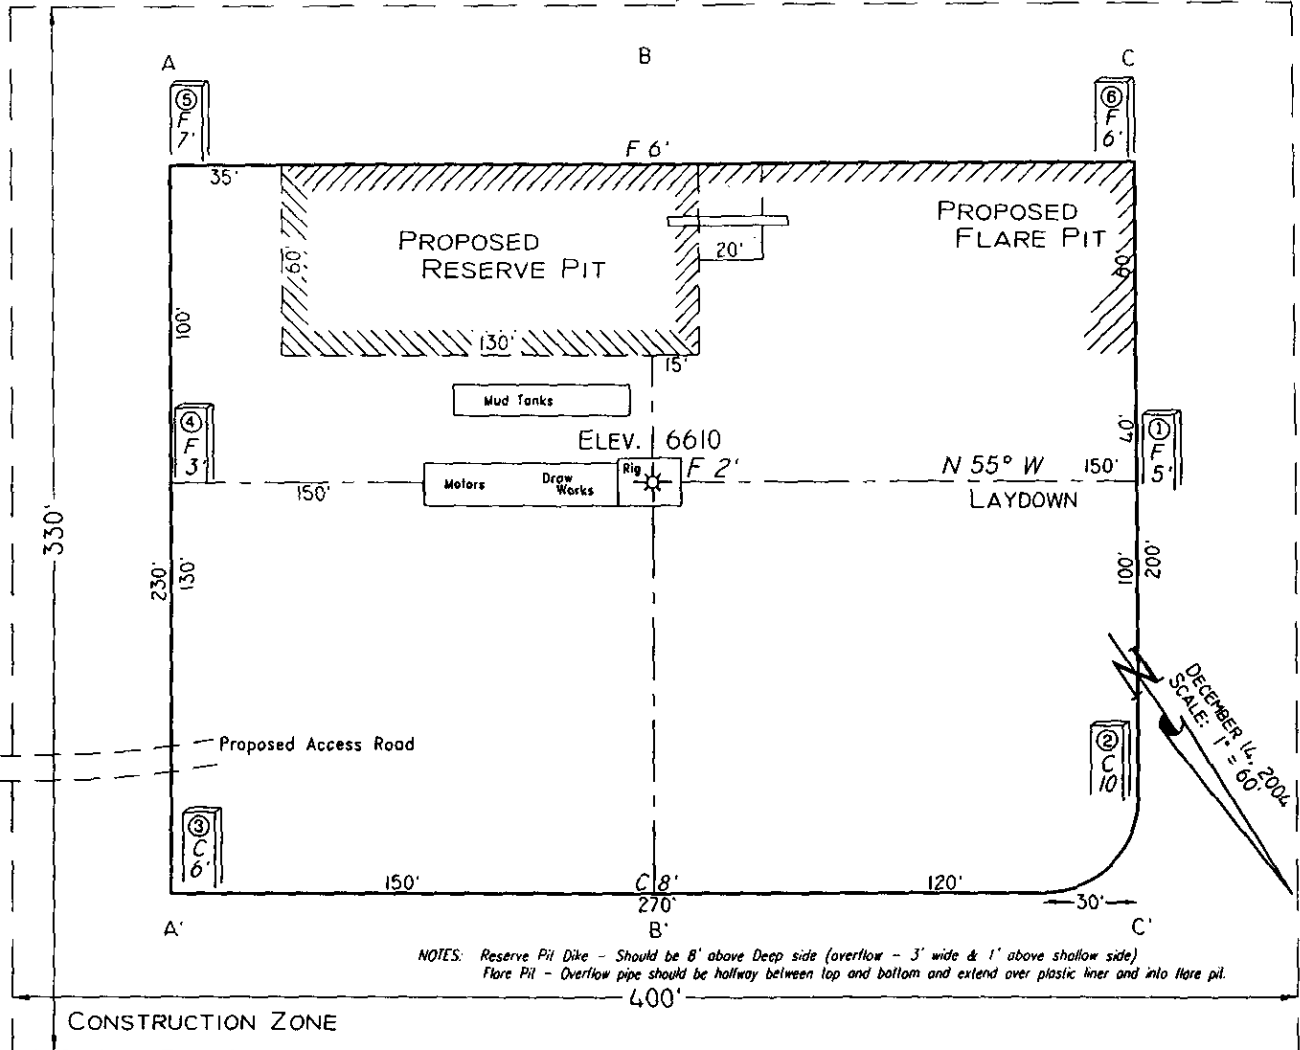 A
B
C
⑤
F
7'
⑥
F
6'
F 6'
35'
PROPOSED
RESERVE PIT
60'
20'
PROPOSED
FLARE PIT
100'
130'
15'
Mud Tanks
④
F
3'
ELEV. 6610
F 2'
Rig
Motors
Draw
Works
150'
N 55° W
150'
LAYDOWN
40'
①
F
5'
330'
230'
130'
100'
200'
DECEMBER 14, 2004
SCALE: 1" = 60'
②
C
10
Proposed Access Road
③
C
6'
150'
C 8'
270'
120'
30'
A'
B'
C'
NOTES: Reserve Pit Dike - Should be 8' above Deep side (overflow - 3' wide & 1' above shallow side)
Flare Pit - Overflow pipe should be halfway between top and bottom and extend over plastic liner and into flare pit.
400'
CONSTRUCTION ZONE